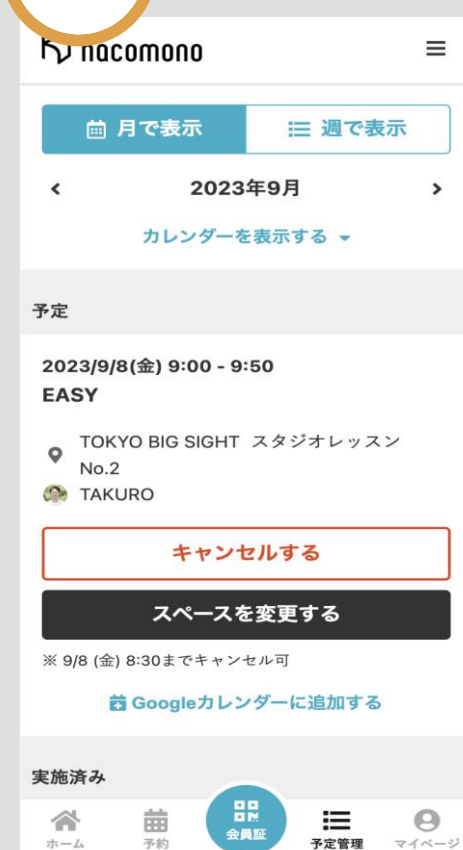 hacomono
月で表示
週で表示
2023年9月
カレンダーを表示する
予定
2023/9/8(金) 9:00 - 9:50
EASY
TOKYO BIG SIGHT スタジオレッスン
No.2
TAKURO
キャンセルする
スペースを変更する
※ 9/8 (金) 8:30までキャンセル可
Googleカレンダーに追加する
実施済み
ホーム
予約
会員証
予定管理
マイページ